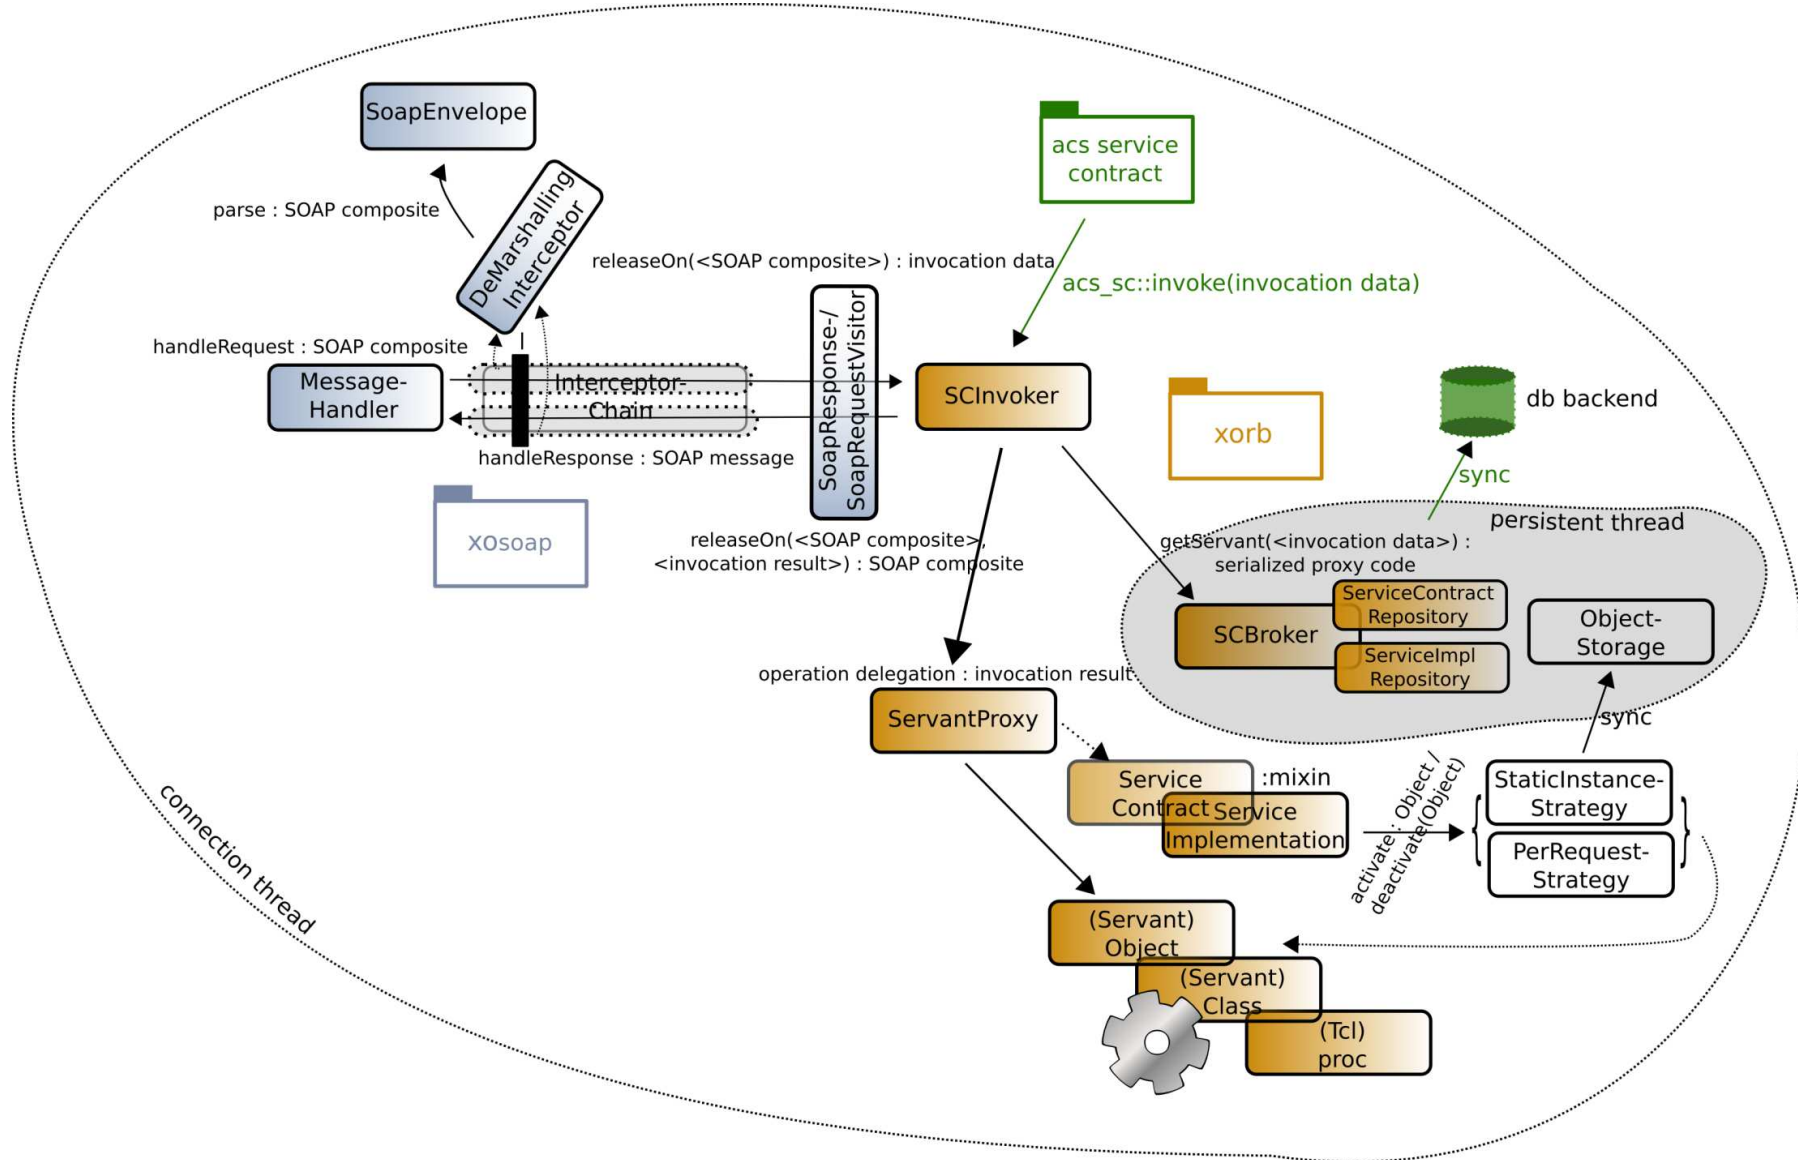 SoapEnvelope
acs service
contract
DeMarshalling
Interceptor
parse : SOAP composite
releaseOn(<SOAP composite>) : invocation data
acs_sc::invoke(invocation data)
SoapResponse-/
SoapRequestVisitor
handleRequest : SOAP composite
Message-
Handler
Interceptor-
Chain
SCInvoker
handleResponse : SOAP message
xorb
db backend
sync
xosoap
releaseOn(<SOAP composite>,
<invocation result>) : SOAP composite
persistent thread
getServant(<invocation data>) :
serialized proxy code
ServiceContract
Repository
SCBroker
ServiceImpl
Repository
Object-
Storage
operation delegation : invocation result
ServantProxy
sync
Service
Contract
:mixin
Service
Implementation
activate : Object /
deactivate(Object)
StaticInstance-
Strategy
PerRequest-
Strategy
connection thread
(Servant)
Object
(Servant)
Class
(Tcl)
proc